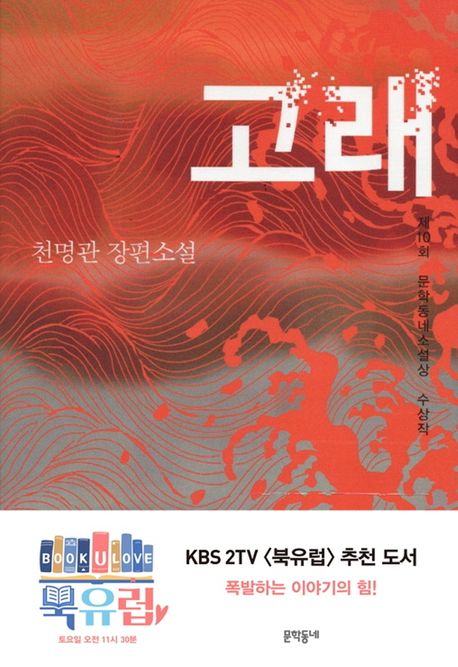 고래
천명관 장편소설
제10회 문학동네소설상 수상작
BOOK U LOVE
북유럽
토요일 오전 11시 30분
KBS 2TV 〈북유럽〉 추천 도서
폭발하는 이야기의 힘!
문학동네